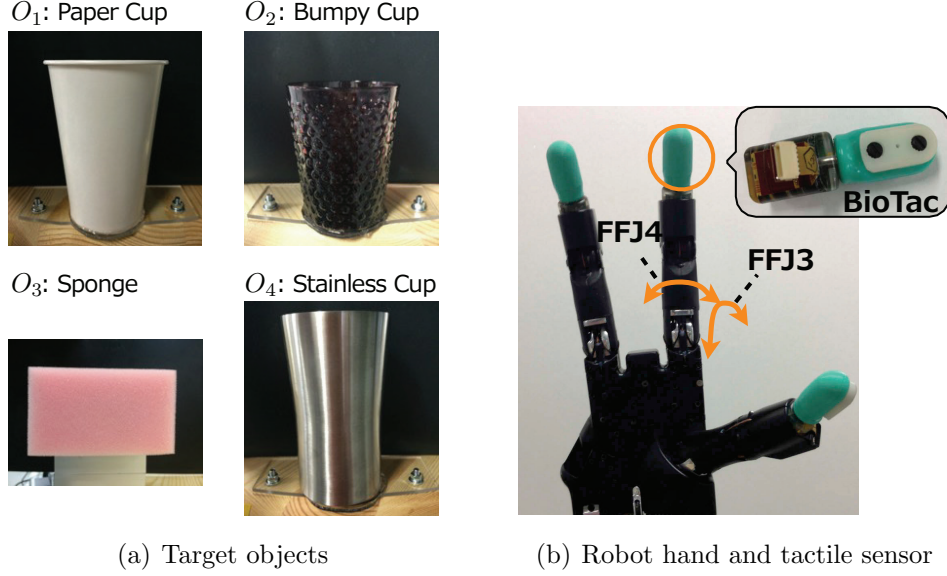 O1: Paper Cup
O2: Bumpy Cup
O3: Sponge
O4: Stainless Cup
(a) Target objects
BioTac
FFJ4
FFJ3
(b) Robot hand and tactile sensor